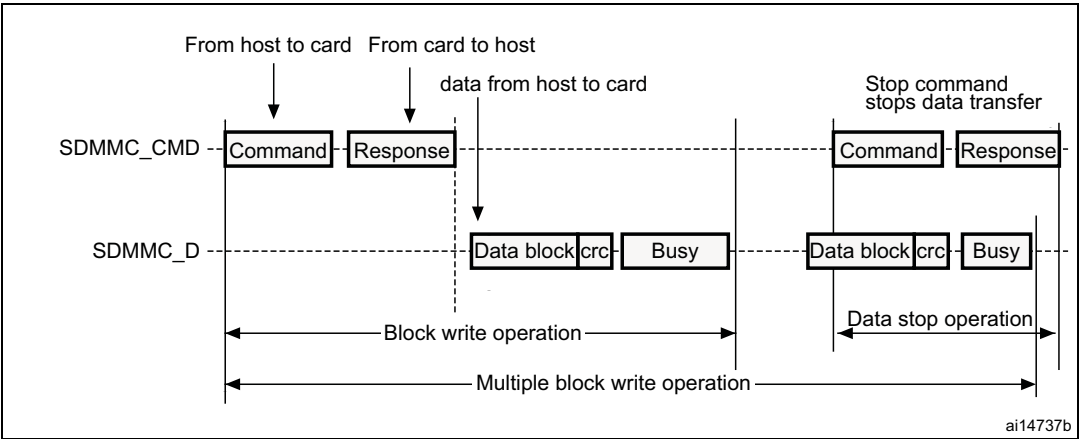 From host to card From card to host
data from host to card
Stop command
stops data transfer
SDMMC_CMD Command Response Command Response
SDMMC_D Data block crc Busy Data block crc Busy
Block write operation Data stop operation
Multiple block write operation
ai14737b